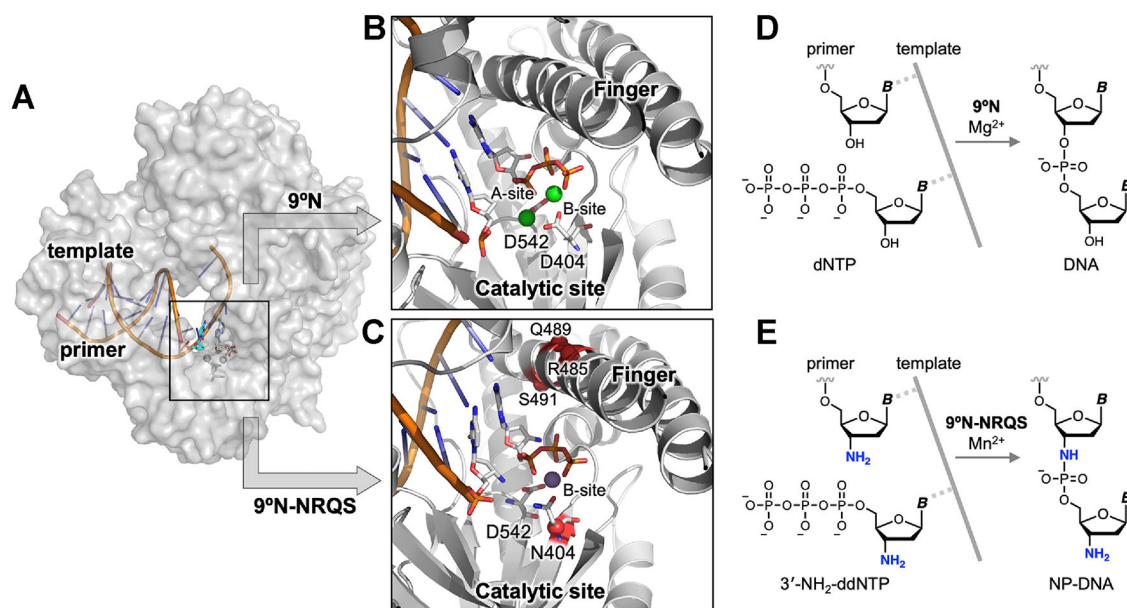 A
template
primer
9ºN
9ºN-NRQS
B
Finger
A-site
B-site
D542
D404
Catalytic site
C
Q489
R485
S491
Finger
B-site
D542
N404
Catalytic site
D
primer
template
O
O
B
OH
9ºN
Mg2+
O O O
−O P O P O P O
O− O− O−
O
B
OH
dNTP
O
O
B
O
−O P O
O
O
B
OH
DNA
E
primer
template
O
O
B
NH2
9ºN-NRQS
Mn2+
O O O
−O P O P O P O
O− O− O−
O
B
NH2
3′-NH2-ddNTP
O
O
B
NH
−O P O
O
O
B
NH2
NP-DNA